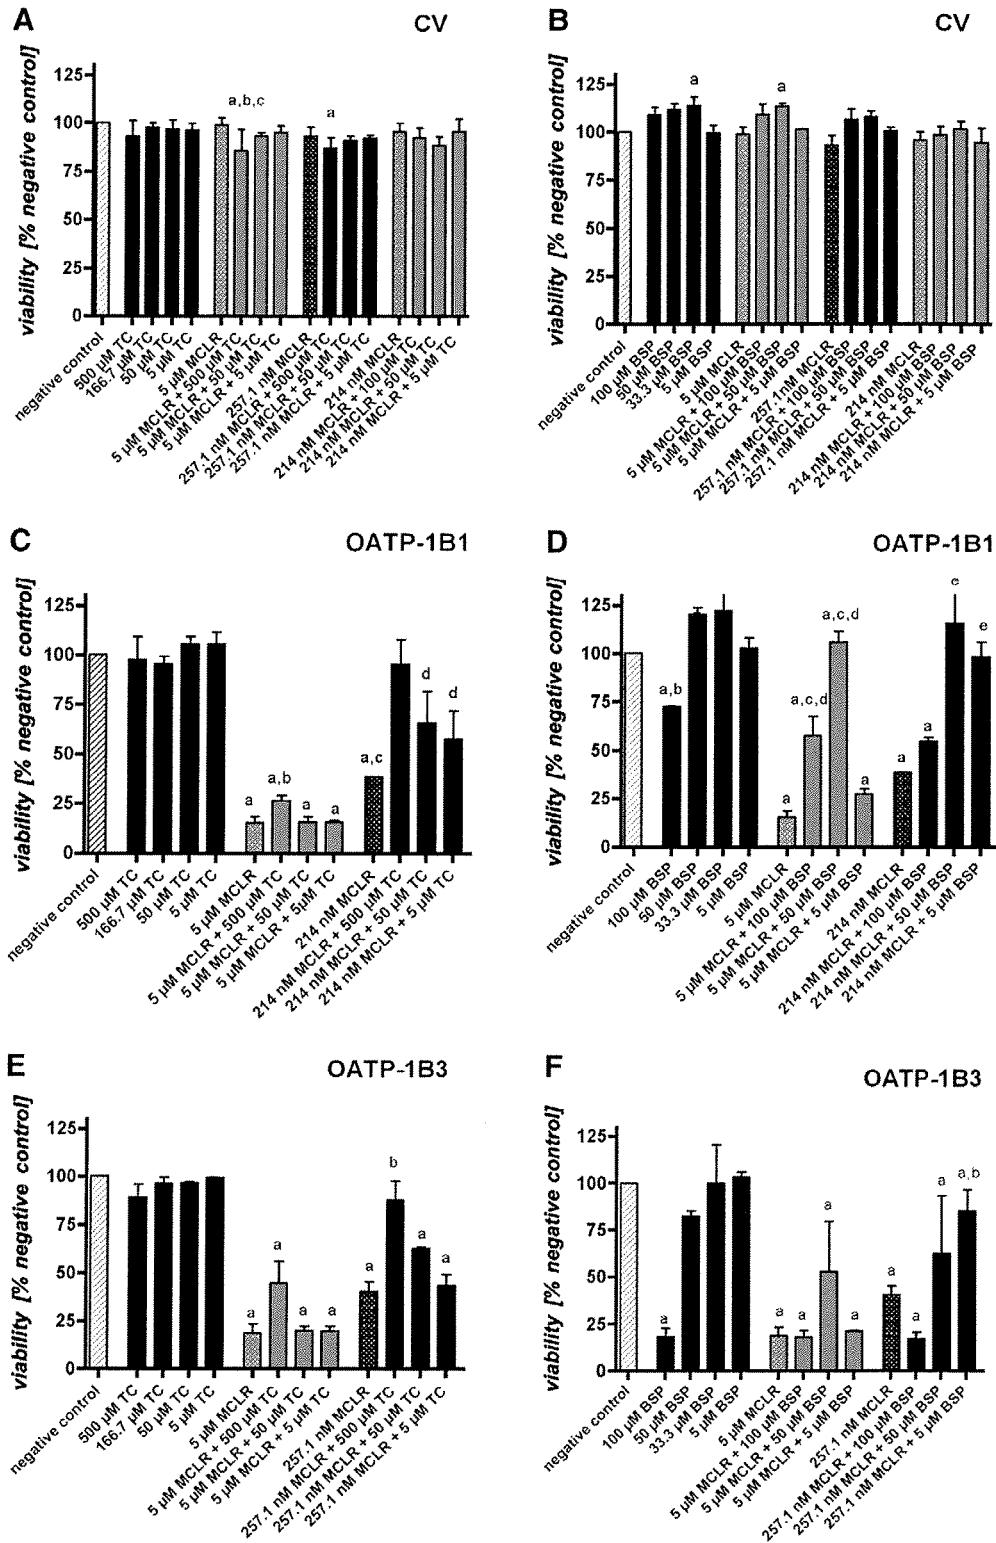 A
CV
viability [% negative control]
125
100
75
50
25
0
a,b,c
a
negative control
500 µM TC
166.7 µM TC
50 µM TC
5 µM TC
5 µM MCLR
5 µM MCLR + 500 µM TC
5 µM MCLR + 50 µM TC
5 µM MCLR + 5 µM TC
257.1 nM MCLR
257.1 nM MCLR + 500 µM TC
257.1 nM MCLR + 50 µM TC
257.1 nM MCLR + 5 µM TC
214 nM MCLR
214 nM MCLR + 100 µM TC
214 nM MCLR + 50 µM TC
214 nM MCLR + 5 µM TC
B
CV
viability [% negative control]
125
100
75
50
25
0
a
a
negative control
100 µM BSP
50 µM BSP
33.3 µM BSP
5 µM BSP
5 µM MCLR
5 µM MCLR + 100 µM BSP
5 µM MCLR + 50 µM BSP
5 µM MCLR + 5 µM BSP
257.1 nM MCLR
257.1 nM MCLR + 100 µM BSP
257.1 nM MCLR + 50 µM BSP
257.1 nM MCLR + 5 µM BSP
214 nM MCLR
214 nM MCLR + 100 µM BSP
214 nM MCLR + 50 µM BSP
214 nM MCLR + 5 µM BSP
C
OATP-1B1
viability [% negative control]
125
100
75
50
25
0
a
a,b
a
a
a,c
d
d
negative control
500 µM TC
166.7 µM TC
50 µM TC
5 µM TC
5 µM MCLR
5 µM MCLR + 500 µM TC
5 µM MCLR + 50 µM TC
5 µM MCLR + 5µM TC
214 nM MCLR
214 nM MCLR + 500 µM TC
214 nM MCLR + 50 µM TC
214 nM MCLR + 5 µM TC
D
OATP-1B1
viability [% negative control]
125
100
75
50
25
0
a,b
a
a,c,d
a,c,d
a
a
a
e
e
negative control
100 µM BSP
50 µM BSP
33.3 µM BSP
5 µM BSP
5 µM MCLR
5 µM MCLR + 100 µM BSP
5 µM MCLR + 50 µM BSP
5 µM MCLR + 5 µM BSP
214 nM MCLR
214 nM MCLR + 100 µM BSP
214 nM MCLR + 50 µM BSP
214 nM MCLR + 5 µM BSP
E
OATP-1B3
viability [% negative control]
125
100
75
50
25
0
a
a
a
a
a
b
a
a
negative control
500 µM TC
166.7 µM TC
50 µM TC
5 µM TC
5 µM MCLR
5 µM MCLR + 500 µM TC
5 µM MCLR + 50 µM TC
5 µM MCLR + 5 µM TC
257.1 nM MCLR
257.1 nM MCLR + 500 µM TC
257.1 nM MCLR + 50 µM TC
257.1 nM MCLR + 5 µM TC
F
OATP-1B3
viability [% negative control]
125
100
75
50
25
0
a
a
a
a
a
a
a
a
a,b
negative control
100 µM BSP
50 µM BSP
33.3 µM BSP
5 µM BSP
5 µM MCLR
5 µM MCLR + 100 µM BSP
5 µM MCLR + 50 µM BSP
5 µM MCLR + 5 µM BSP
257.1 nM MCLR
257.1 nM MCLR + 100 µM BSP
257.1 nM MCLR + 50 µM BSP
257.1 nM MCLR + 5 µM BSP